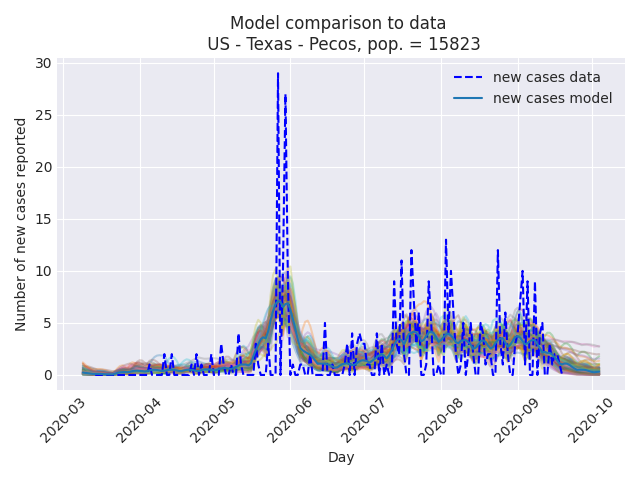 Model comparison to data
US - Texas - Pecos, pop. = 15823
new cases data
new cases model
Number of new cases reported
30
25
20
15
10
5
0
2020-03
2020-04
2020-05
2020-06
2020-07
2020-08
2020-09
2020-10
Day